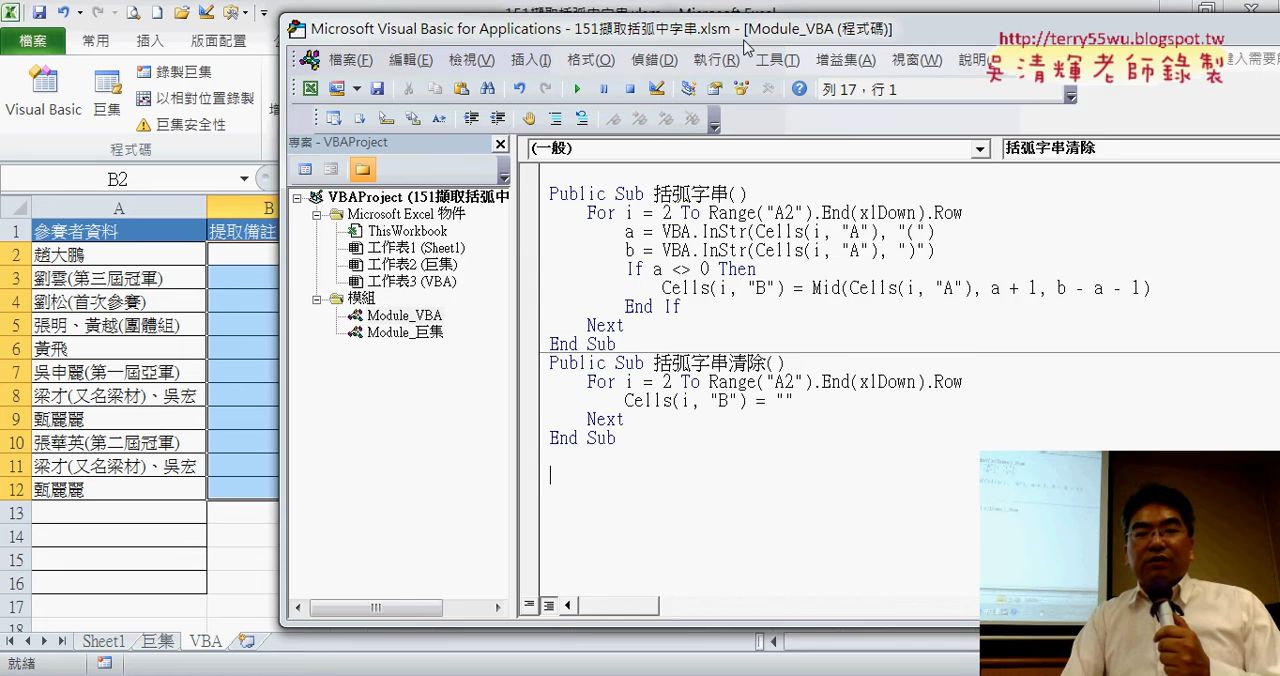 151擷取括弧中字串.xlsm - Microsoft Excel
Microsoft Visual Basic for Applications - 151擷取括弧中字串.xlsm - [Module_VBA (程式碼)]
http://terry55wu.blogspot.tw
吳清輝老師錄製
檔案 常用 插入 版面配置
檔案(F) 編輯(E) 檢視(V) 插入(I) 格式(O) 偵錯(D) 執行(R) 工具(T) 增益集(A) 視窗(W) 說明
鍵入需要
列 17，行 1
Visual Basic 巨集
錄製巨集
以相對位置錄製
巨集安全性
程式碼
專案 - VBAProject
(一般) 括弧字串清除
B2
VBAProject (151擷取括弧中
Microsoft Excel 物件
ThisWorkbook
工作表1 (Sheet1)
工作表2 (巨集)
工作表3 (VBA)
模組
Module_VBA
Module_巨集
A B
1 參賽者資料 提取備註
2 趙大鵬
3 劉雲(第三屆冠軍)
4 劉松(首次參賽)
5 張明、黃越(團體組)
6 黃飛
7 吳申麗(第一屆亞軍)
8 梁才(又名梁材)、吳宏
9 甄麗麗
10 張華英(第二屆冠軍)
11 梁才(又名梁材)、吳宏
12 甄麗麗
13
14
15
16
17
18
Public Sub 括弧字串()
For i = 2 To Range("A2").End(xlDown).Row
a = VBA.InStr(Cells(i, "A"), "(")
b = VBA.InStr(Cells(i, "A"), ")")
If a <> 0 Then
Cells(i, "B") = Mid(Cells(i, "A"), a + 1, b - a - 1)
End If
Next
End Sub
Public Sub 括弧字串清除()
For i = 2 To Range("A2").End(xlDown).Row
Cells(i, "B") = ""
Next
End Sub
Sheet1 巨集 VBA
就緒